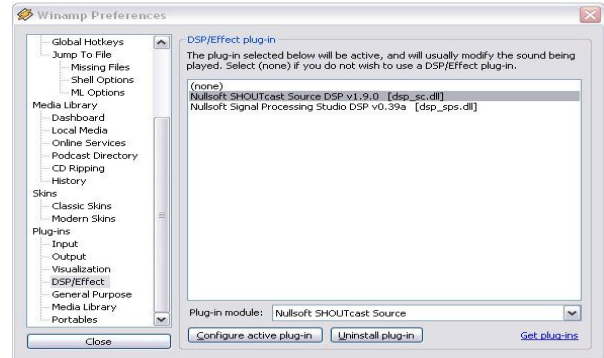 Winamp Preferences
Global Hotkeys
Jump To File
Missing Files
Shell Options
ML Options
Media Library
Dashboard
Local Media
Online Services
Podcast Directory
CD Ripping
History
Skins
Classic Skins
Modern Skins
Plug-ins
Input
Output
Visualization
DSP/Effect
General Purpose
Media Library
Portables
Close
DSP/Effect plug-in
The plug-in selected below will be active, and will usually modify the sound being
played. Select (none) if you do not wish to use a DSP/Effect plug-in.
(none)
Nullsoft SHOUTcast Source DSP v1.9.0 [dsp_sc.dll]
Nullsoft Signal Processing Studio DSP v0.39a [dsp_sps.dll]
Plug-in module: Nullsoft SHOUTcast Source
Configure active plug-in Uninstall plug-in Get plug-ins